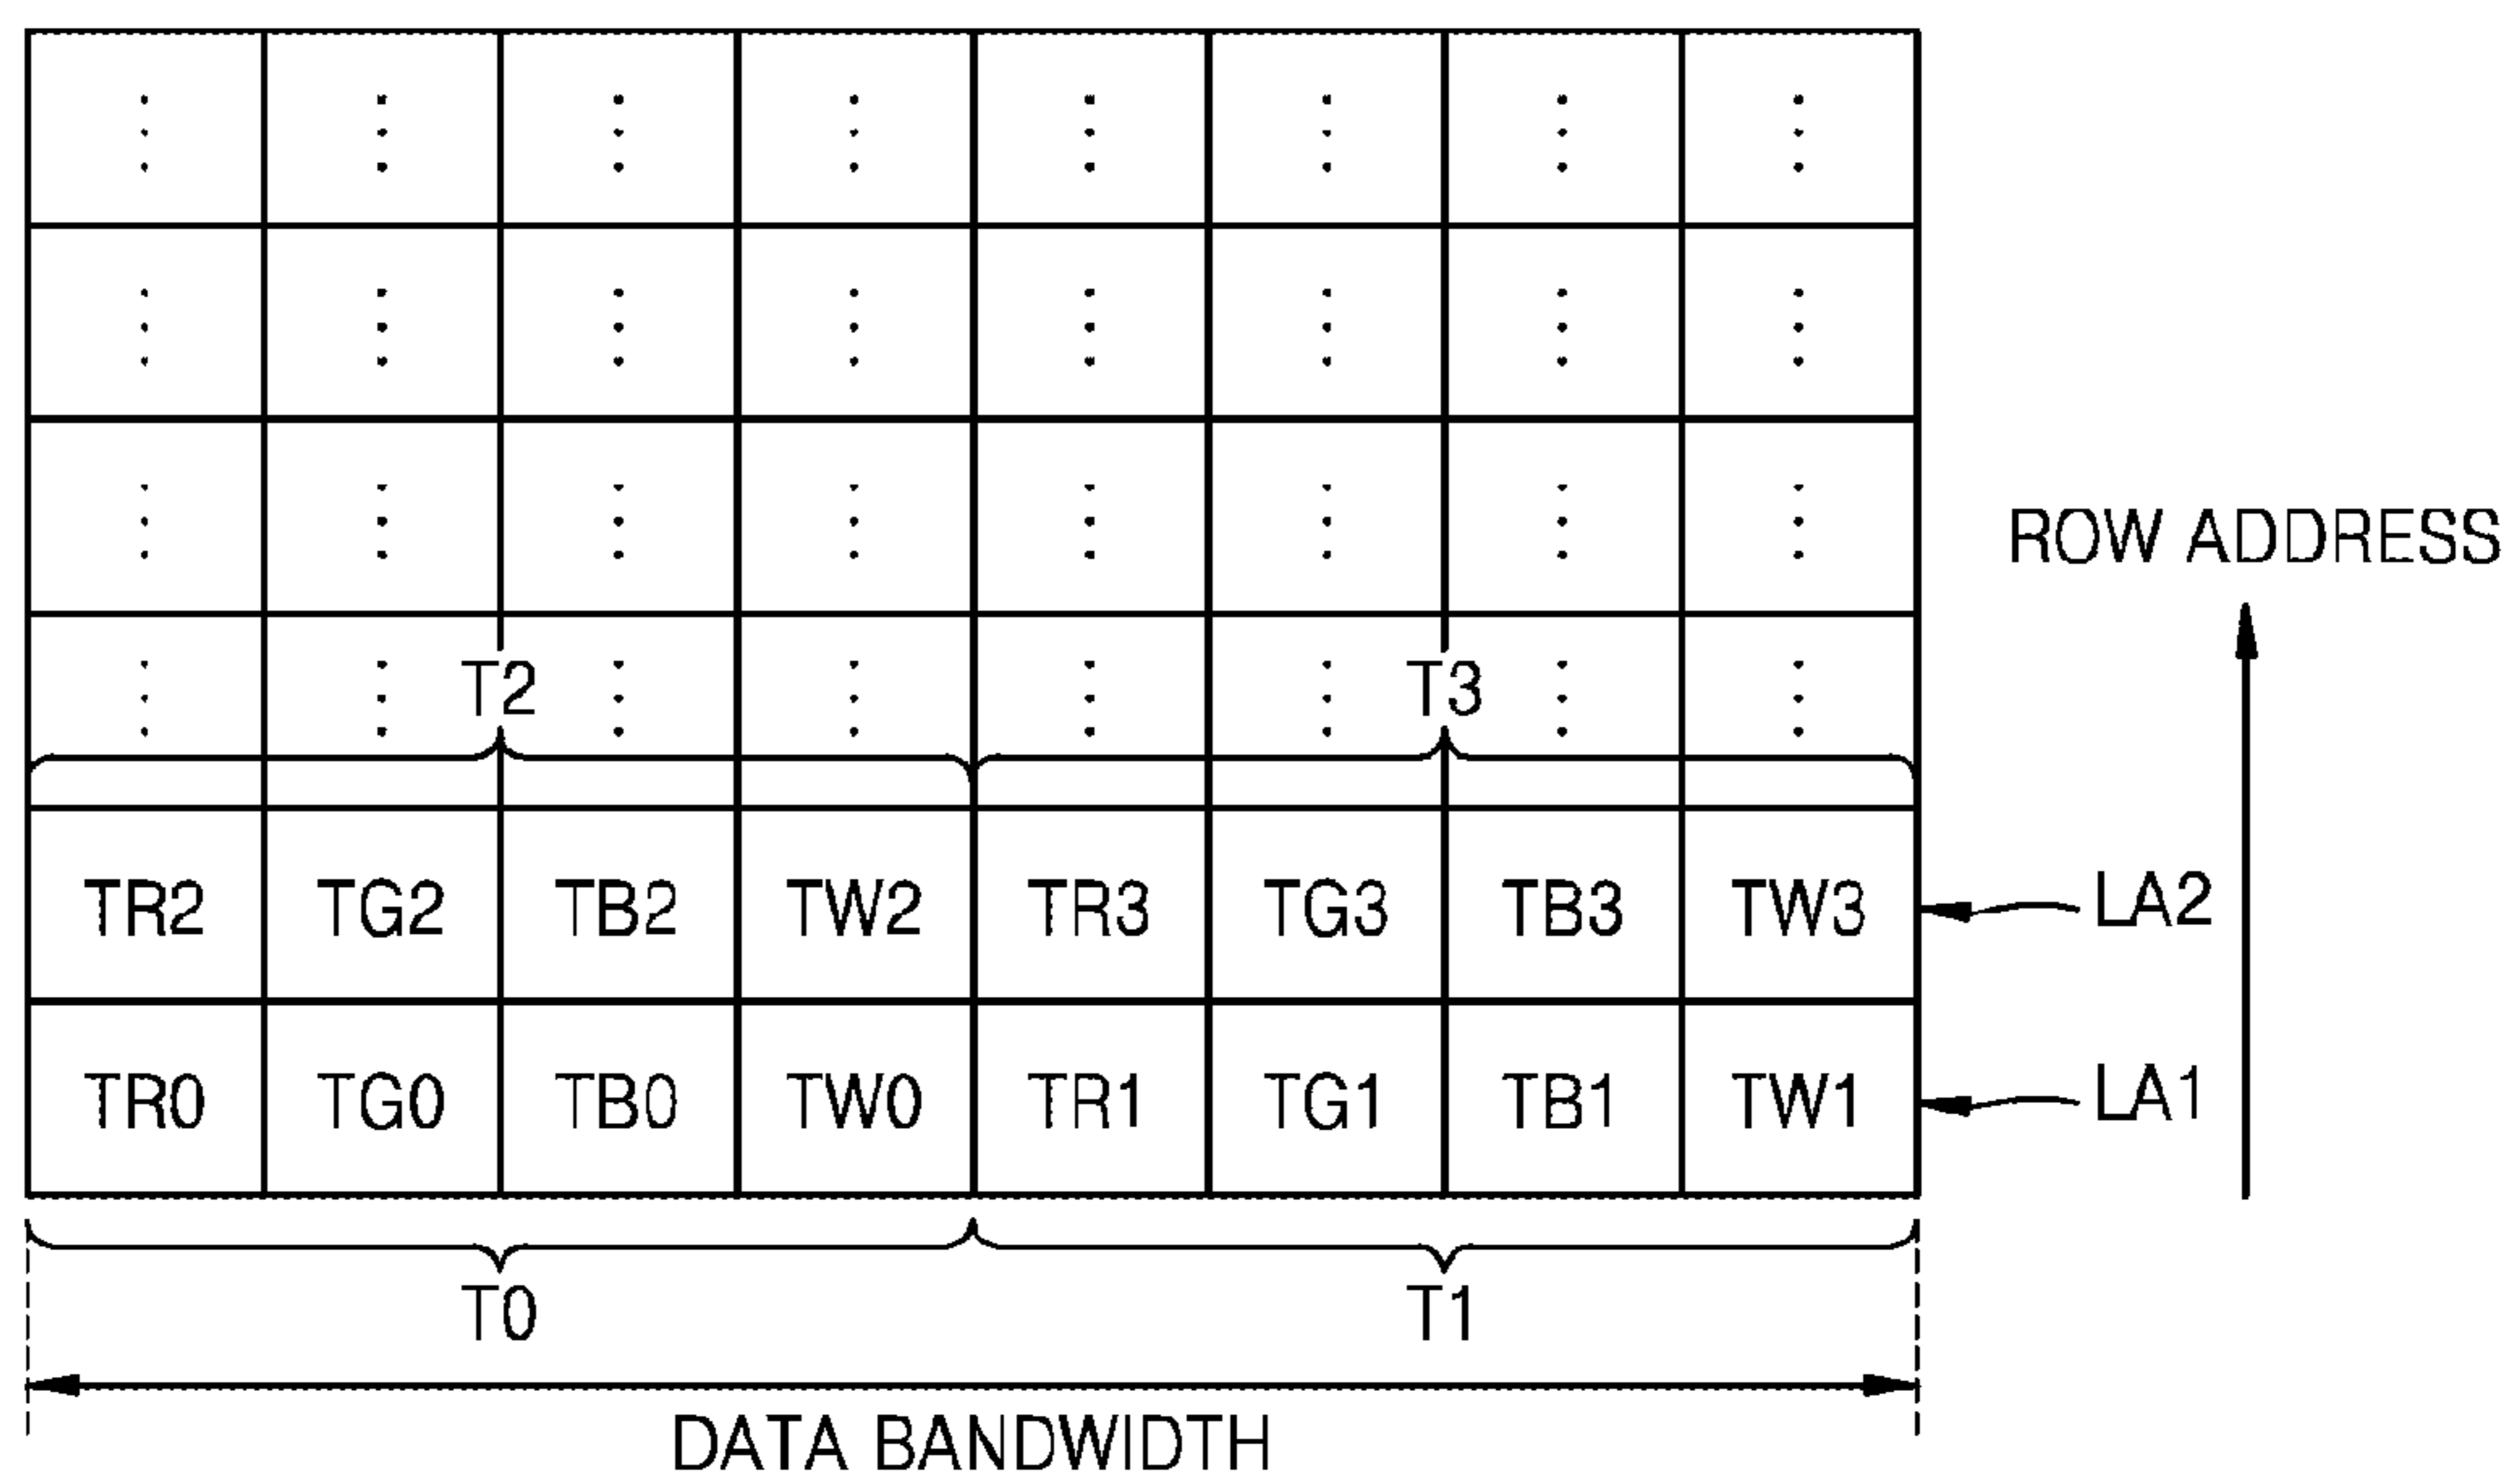 ROW ADDRESS
T2 T3
TR2 TG2 TB2 TW2 TR3 TG3 TB3 TW3 LA2
TR0 TG0 TB0 TW0 TR1 TG1 TB1 TW1 LA1
T0 T1
DATA BANDWIDTH